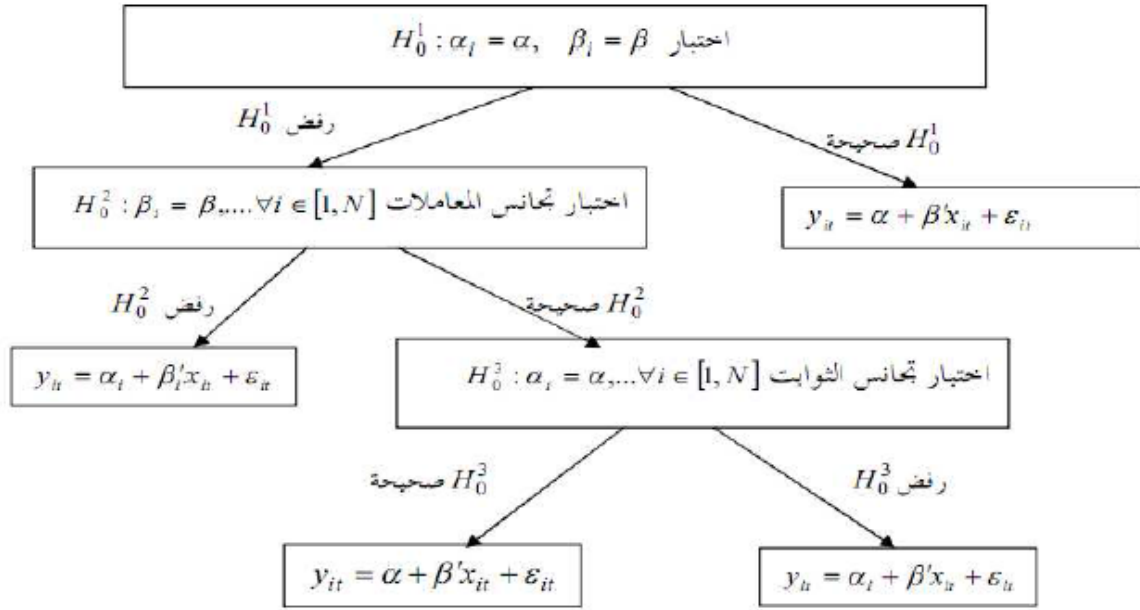 اختبار $H_0^1 : \alpha_i = \alpha, \quad \beta_i = \beta$
رفض $H_0^1$
$H_0^1$ صحيحة
اختبار تجانس المعاملات $H_0^2 : \beta_i = \beta,....\forall i \in [1, N]$
$y_{it} = \alpha + \beta' x_{it} + \varepsilon_{it}$
رفض $H_0^2$
$H_0^2$ صحيحة
$y_{it} = \alpha_i + \beta_i' x_{it} + \varepsilon_{it}$
اختبار تجانس الثوابت $H_0^3 : \alpha_i = \alpha,...\forall i \in [1, N]$
$H_0^3$ صحيحة
رفض $H_0^3$
$y_{it} = \alpha + \beta' x_{it} + \varepsilon_{it}$
$y_{it} = \alpha_i + \beta' x_{it} + \varepsilon_{it}$